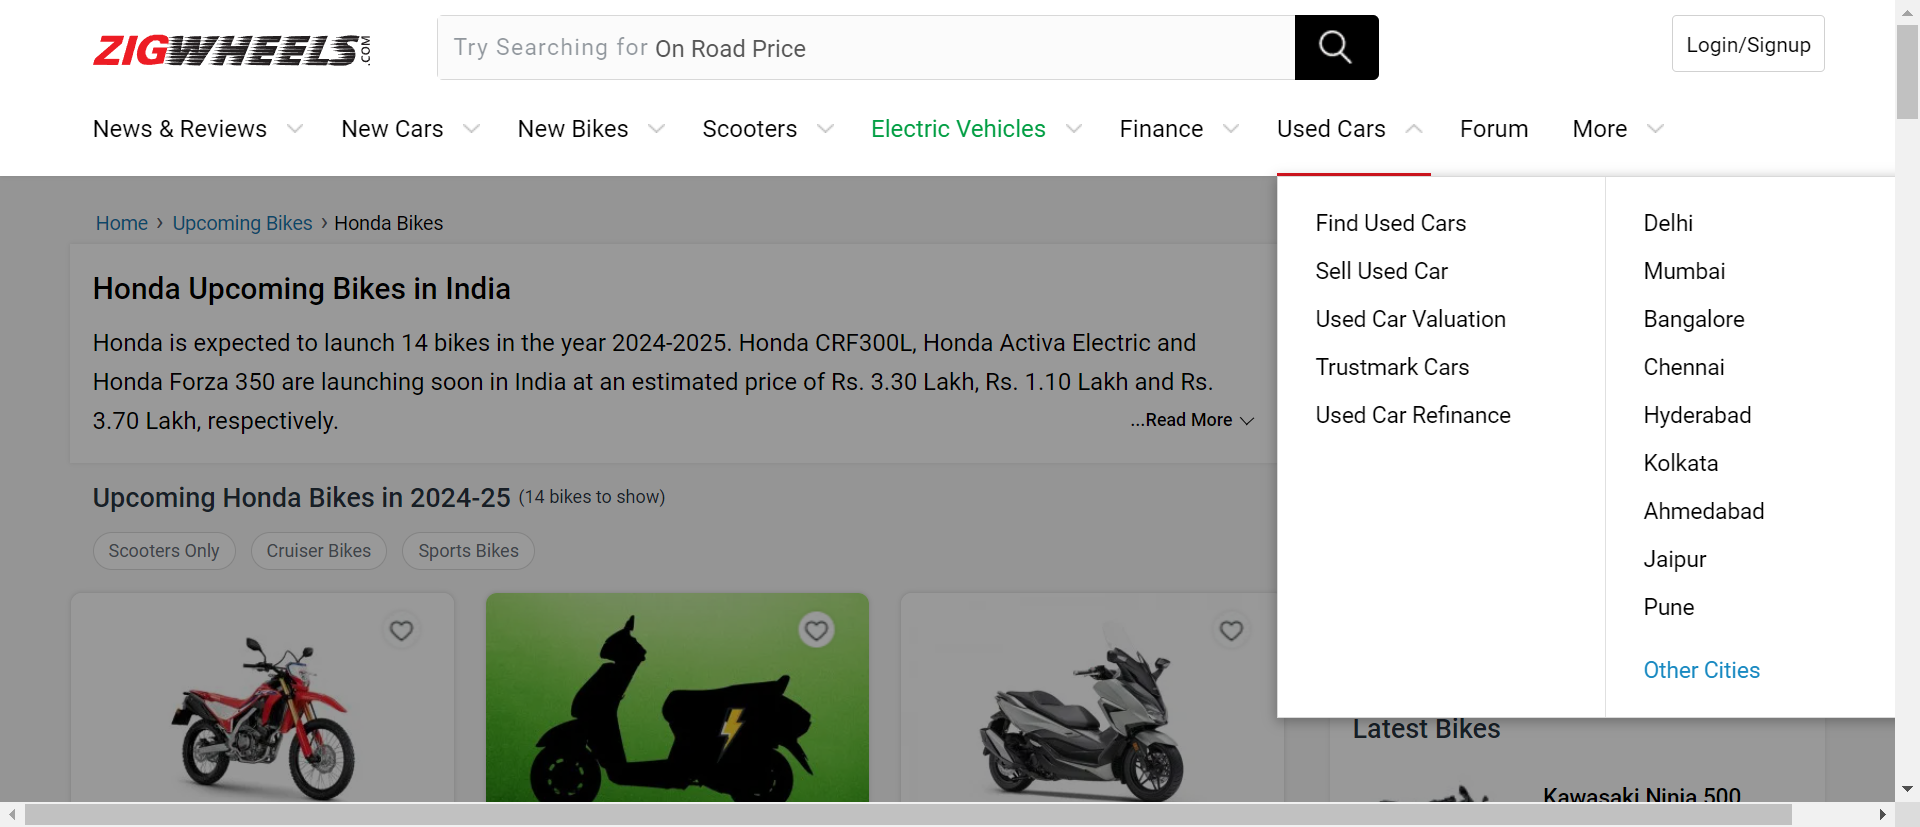 ZIGWHEELS.COM
Try Searching for On Road Price
Login/Signup
News & Reviews
New Cars
New Bikes
Scooters
Electric Vehicles
Finance
Used Cars
Forum
More
Home › Upcoming Bikes › Honda Bikes
Honda Upcoming Bikes in India
Honda is expected to launch 14 bikes in the year 2024-2025. Honda CRF300L, Honda Activa Electric and
Honda Forza 350 are launching soon in India at an estimated price of Rs. 3.30 Lakh, Rs. 1.10 Lakh and Rs.
3.70 Lakh, respectively.
...Read More
Upcoming Honda Bikes in 2024-25 (14 bikes to show)
Scooters Only
Cruiser Bikes
Sports Bikes
Find Used Cars
Sell Used Car
Used Car Valuation
Trustmark Cars
Used Car Refinance
Delhi
Mumbai
Bangalore
Chennai
Hyderabad
Kolkata
Ahmedabad
Jaipur
Pune
Other Cities
Latest Bikes
Kawasaki Ninja 500